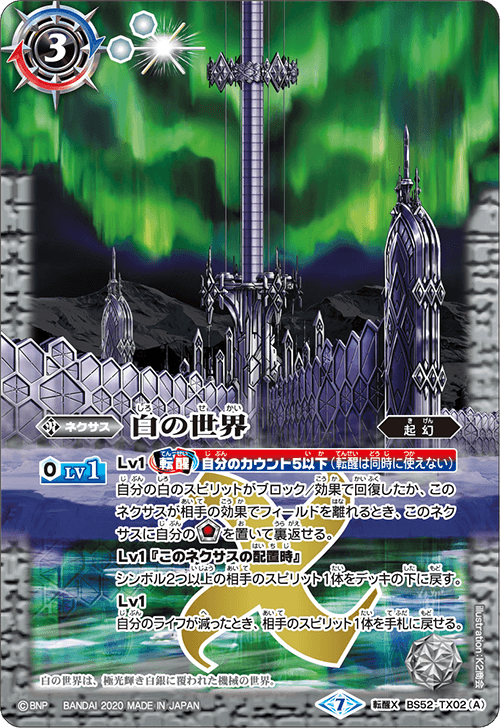 3
ネクサス
白の世界
起幻
0 LV1
Lv1 転醒 自分のカウント5以下(転醒は同時に使えない)
自分の白のスピリットがブロック/効果で回復したか、この
ネクサスが相手の効果でフィールドを離れるとき、このネク
サスに自分の を置いて裏返せる。
Lv1『このネクサスの配置時』
シンボル2つ以上の相手のスピリット1体をデッキの下に戻す。
Lv1
自分のライフが減ったとき、相手のスピリット1体を手札に戻せる。
白の世界は、極光輝き白銀に覆われた機械の世界。
©BNP BANDAI 2020 MADE IN JAPAN
7
転醒X BS52-TX02(A)